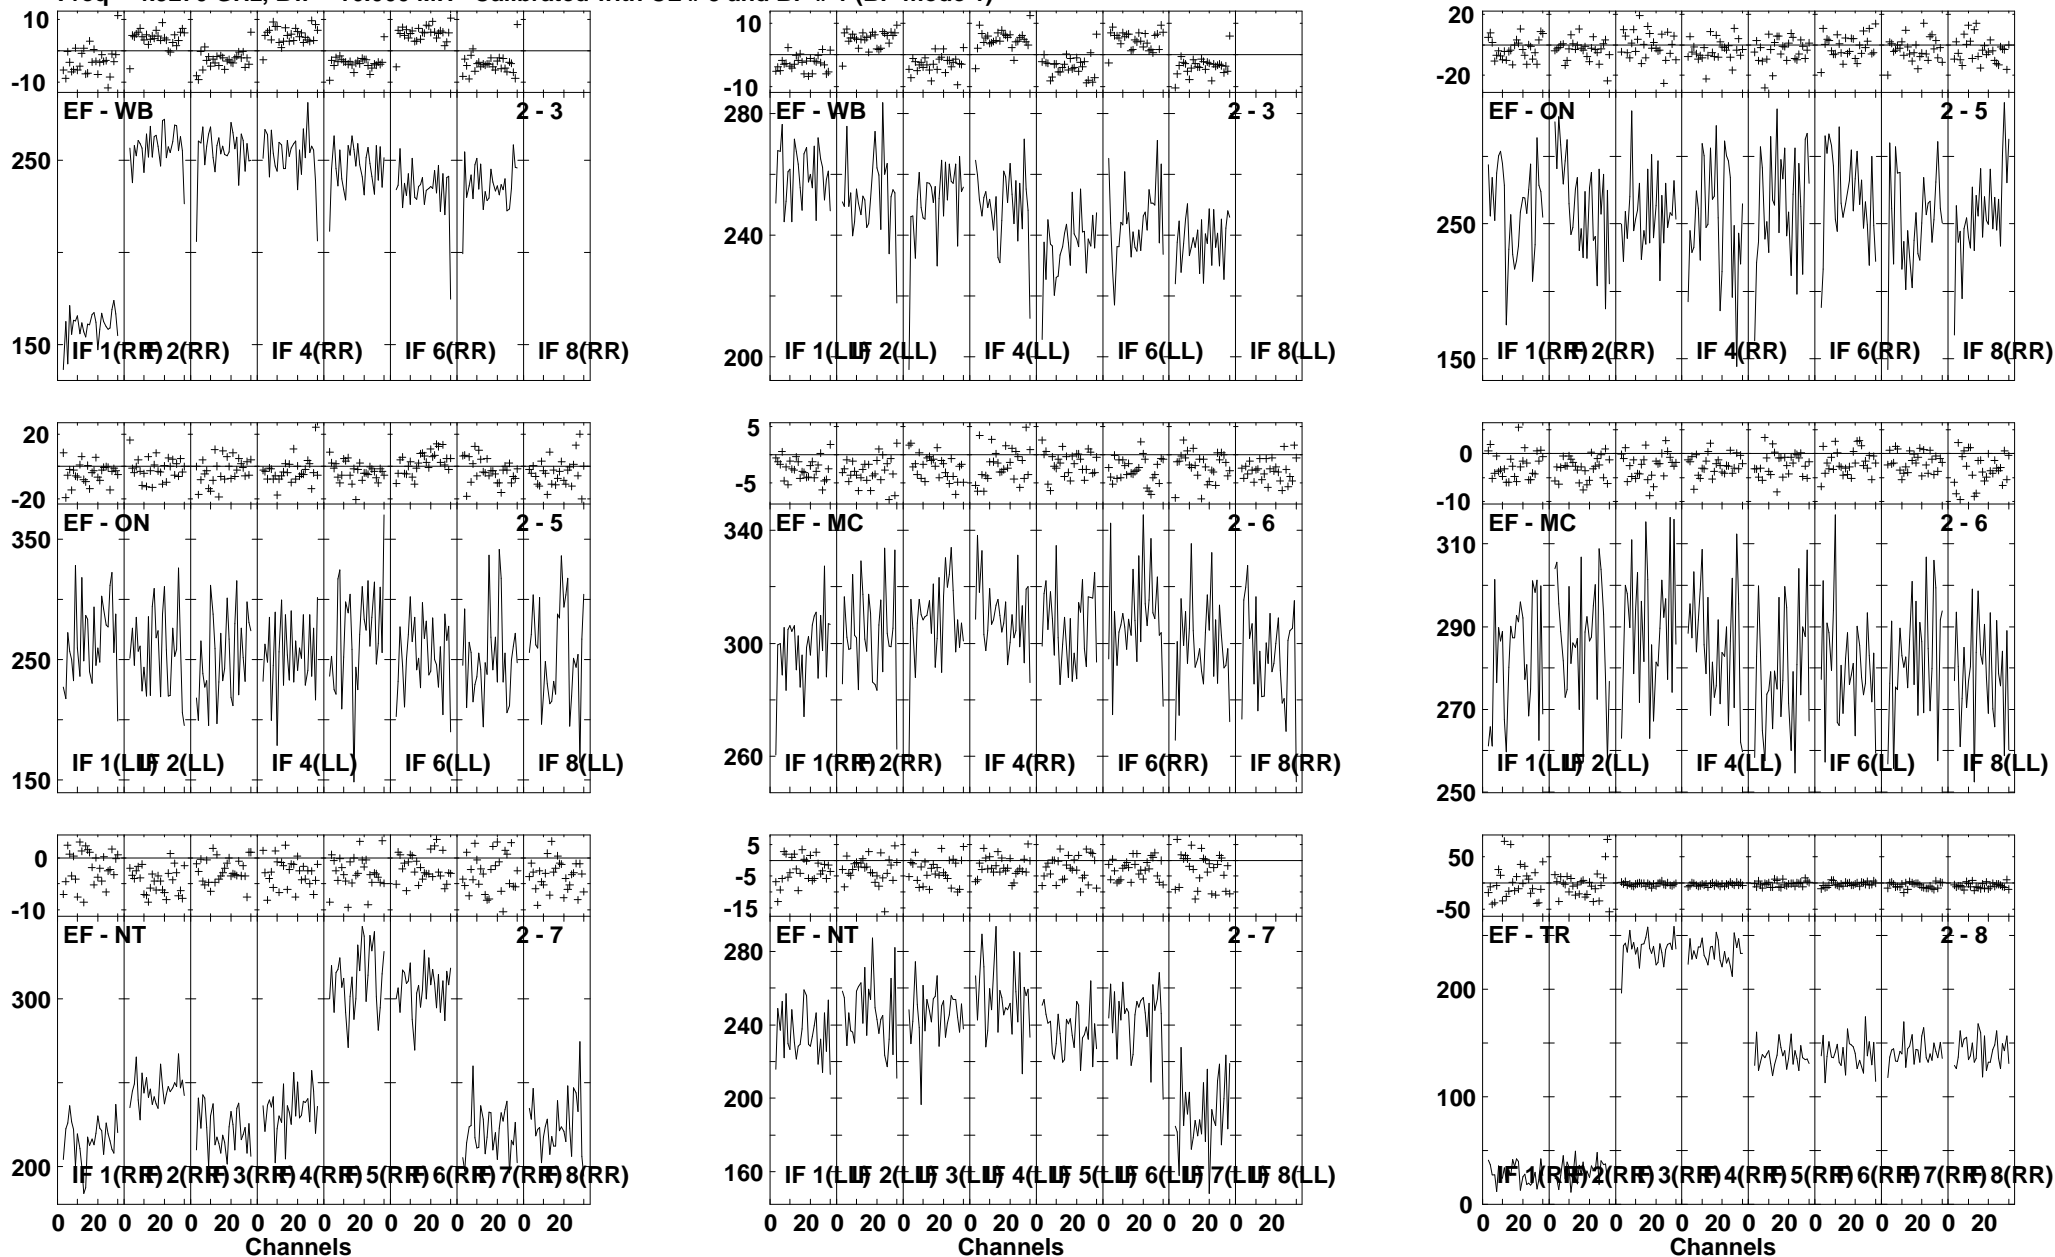 10
-10
EF - WB 2 - 3
250
150
IF 1(RR) IF 2(RR) IF 4(RR) IF 6(RR) IF 8(RR)
10
-10
EF - WB 2 - 3
280
240
200
IF 1(LL) IF 2(LL) IF 4(LL) IF 6(LL) IF 8(LL)
20
-20
EF - ON 2 - 5
250
150
IF 1(RR) IF 2(RR) IF 4(RR) IF 6(RR) IF 8(RR)
20
-20
EF - ON 2 - 5
350
250
150
IF 1(LL) IF 2(LL) IF 4(LL) IF 6(LL) IF 8(LL)
5
-5
EF - MC 2 - 6
340
300
260
IF 1(RR) IF 2(RR) IF 4(RR) IF 6(RR) IF 8(RR)
0
-10
EF - MC 2 - 6
310
290
270
250
IF 1(LL) IF 2(LL) IF 4(LL) IF 6(LL) IF 8(LL)
0
-10
EF - NT 2 - 7
300
200
IF 1(RR) IF 2(RR) IF 3(RR) IF 4(RR) IF 5(RR) IF 6(RR) IF 7(RR) IF 8(RR)
0 20 0 20 0 20 0 20 0 20 0 20 0 20 0 20
Channels
5
-5
-15
EF - NT 2 - 7
280
240
200
160
IF 1(LL) IF 2(LL) IF 3(LL) IF 4(LL) IF 5(LL) IF 6(LL) IF 7(LL) IF 8(LL)
0 20 0 20 0 20 0 20 0 20 0 20 0 20 0 20
Channels
50
-50
EF - TR 2 - 8
200
100
0
IF 1(RR) IF 2(RR) IF 3(RR) IF 4(RR) IF 5(RR) IF 6(RR) IF 7(RR) IF 8(RR)
0 20 0 20 0 20 0 20 0 20 0 20 0 20 0 20
Channels